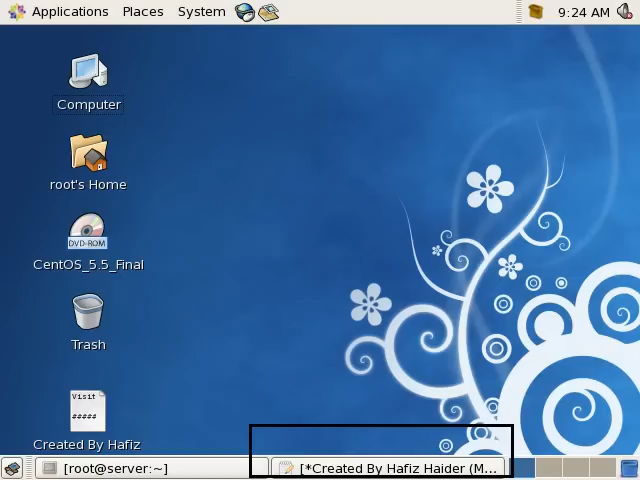 Applications Places System 9:24 AM
Computer
root's Home
DVD-ROM
CentOS_5.5_Final
Trash
Visit
#####
Created By Hafiz
[root@server:~]
[*Created By Hafiz Haider (M...